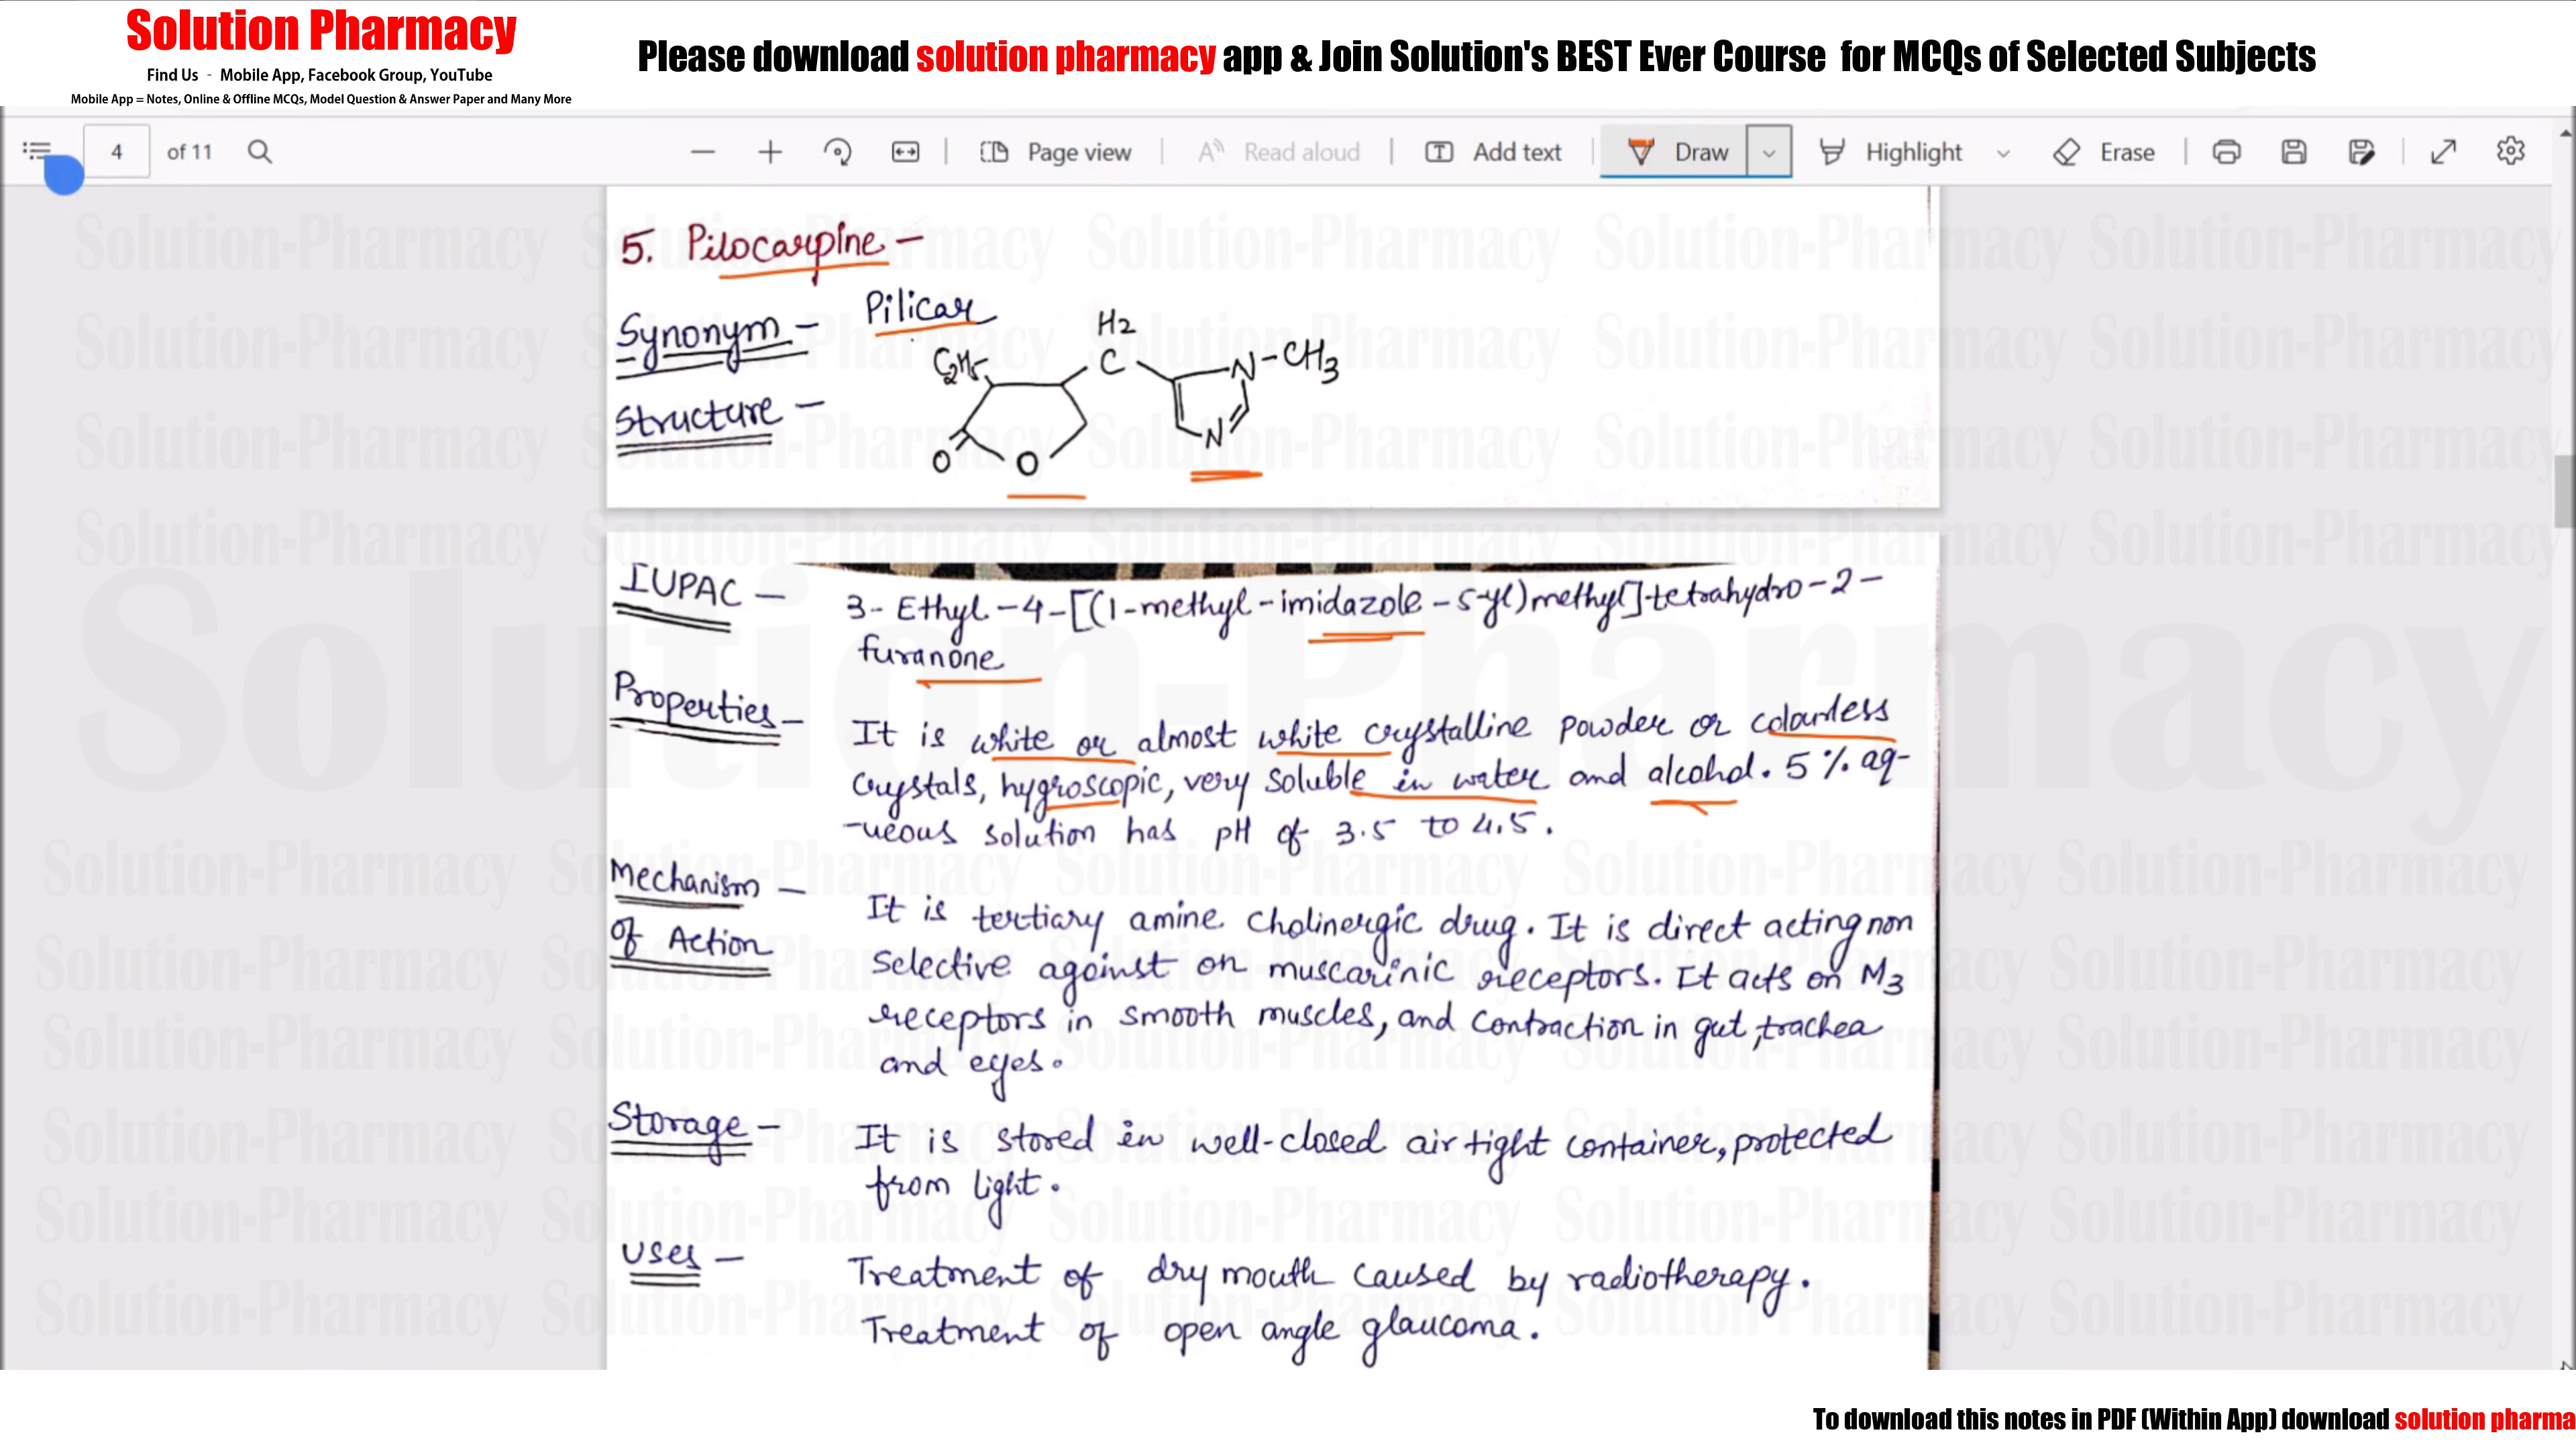 Solution Pharmacy
Find Us - Mobile App, Facebook Group, YouTube
Mobile App = Notes, Online & Offline MCQs, Model Question & Answer Paper and Many More
Please download solution pharmacy app & Join Solution's BEST Ever Course for MCQs of Selected Subjects
4 of 11 Page view Read aloud Add text Draw Highlight Erase
5. Pilocarpine -
Synonym - Pilicar
Structure -
C2H5 H2 C N-CH3 N O O
IUPAC - 3- Ethyl -4-[(1-methyl-imidazole-5-yl)methyl]-tetrahydro-2-
furanone
Properties - It is white or almost white crystalline powder or colourless
crystals, hygroscopic, very soluble in water and alcohol. 5% aq-
-ueous solution has pH of 3.5 to 4.5.
Mechanism - It is tertiary amine cholinergic drug. It is direct acting non
of Action selective against on muscarinic receptors. It acts on M3
receptors in smooth muscles, and contraction in gut, trachea
and eyes.
Storage - It is stored in well-closed airtight container, protected
from light.
Uses - Treatment of dry mouth caused by radiotherapy.
Treatment of open angle glaucoma.
To download this notes in PDF (Within App) download solution pharma
Solution-Pharmacy